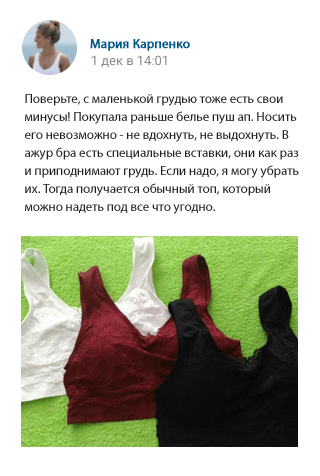 Мария Карпенко
1 дек в 14:01
Поверьте, с маленькой грудью тоже есть свои
минусы! Покупала раньше белье пуш ап. Носить
его невозможно - не вдохнуть, не выдохнуть. В
ажур бра есть специальные вставки, они как раз
и приподнимают грудь. Если надо, я могу убрать
их. Тогда получается обычный топ, который
можно надеть под все что угодно.